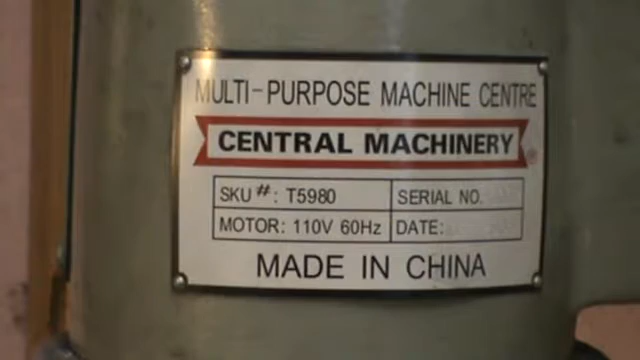 MULTI-PURPOSE MACHINE CENTRE
CENTRAL MACHINERY®
SKU#: T5980 SERIAL NO.
MOTOR: 110V 60Hz DATE:
MADE IN CHINA